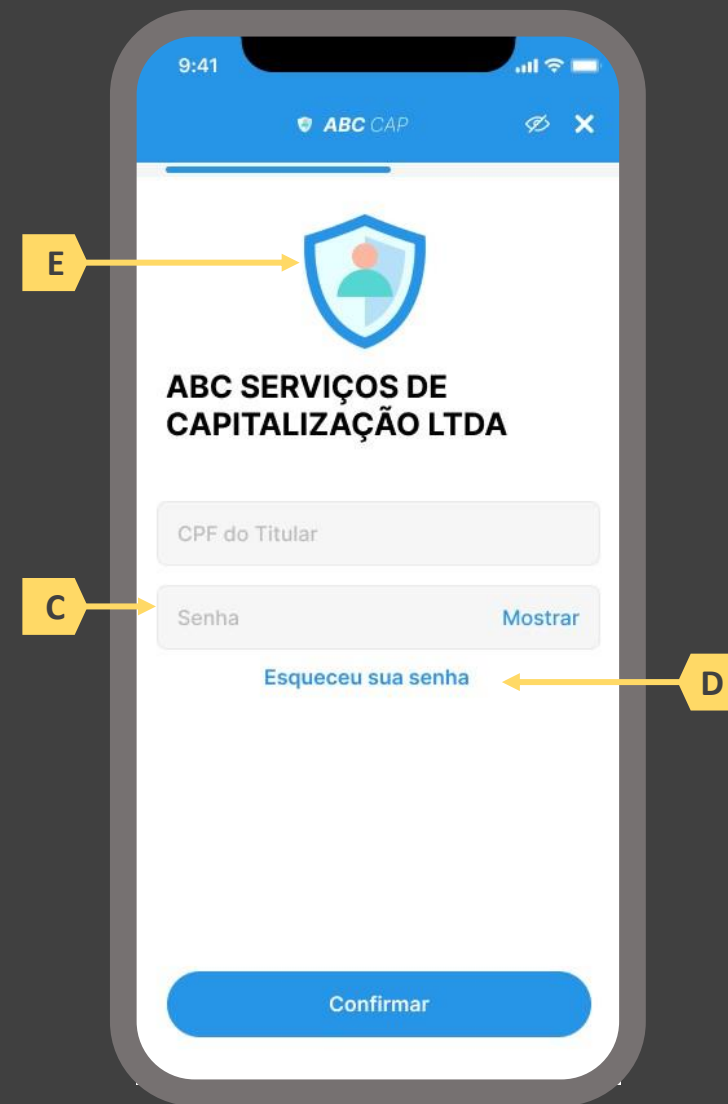 9:41
ABC CAP
E
ABC SERVIÇOS DE
CAPITALIZAÇÃO LTDA
CPF do Titular
C
Senha Mostrar
Esqueceu sua senha
D
Confirmar